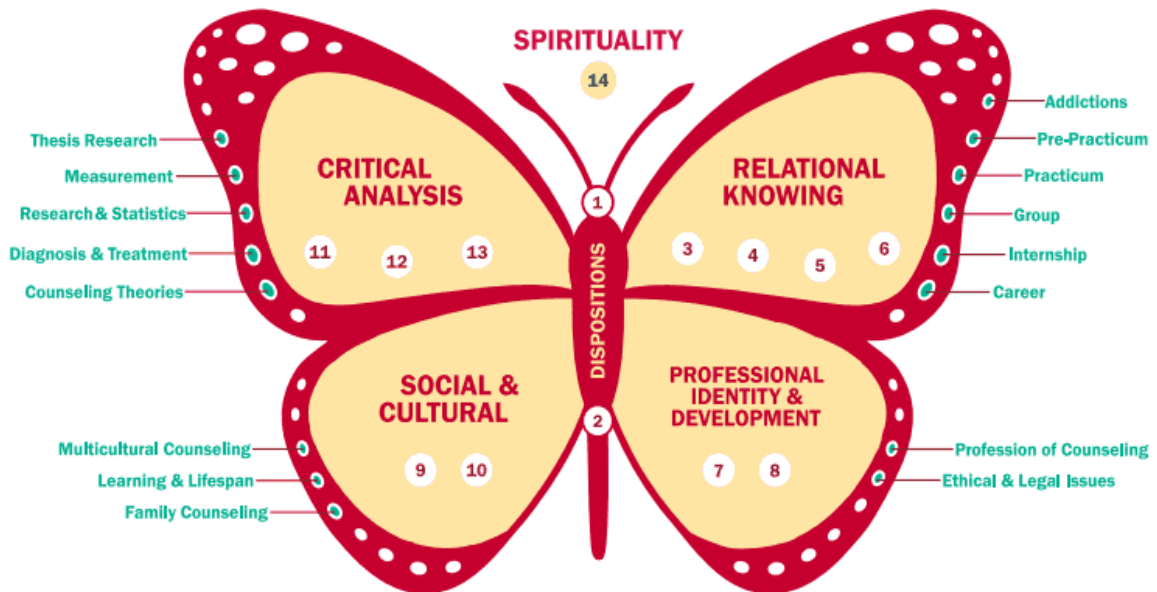 SPIRITUALITY
14
CRITICAL
ANALYSIS
11
12
13
Thesis Research
Measurement
Research & Statistics
Diagnosis & Treatment
Counseling Theories
RELATIONAL
KNOWING
3
4
5
6
Addictions
Pre-Practicum
Practicum
Group
Internship
Career
1
DISPOSITIONS
2
SOCIAL &
CULTURAL
9
10
Multicultural Counseling
Learning & Lifespan
Family Counseling
PROFESSIONAL
IDENTITY &
DEVELOPMENT
7
8
Profession of Counseling
Ethical & Legal Issues